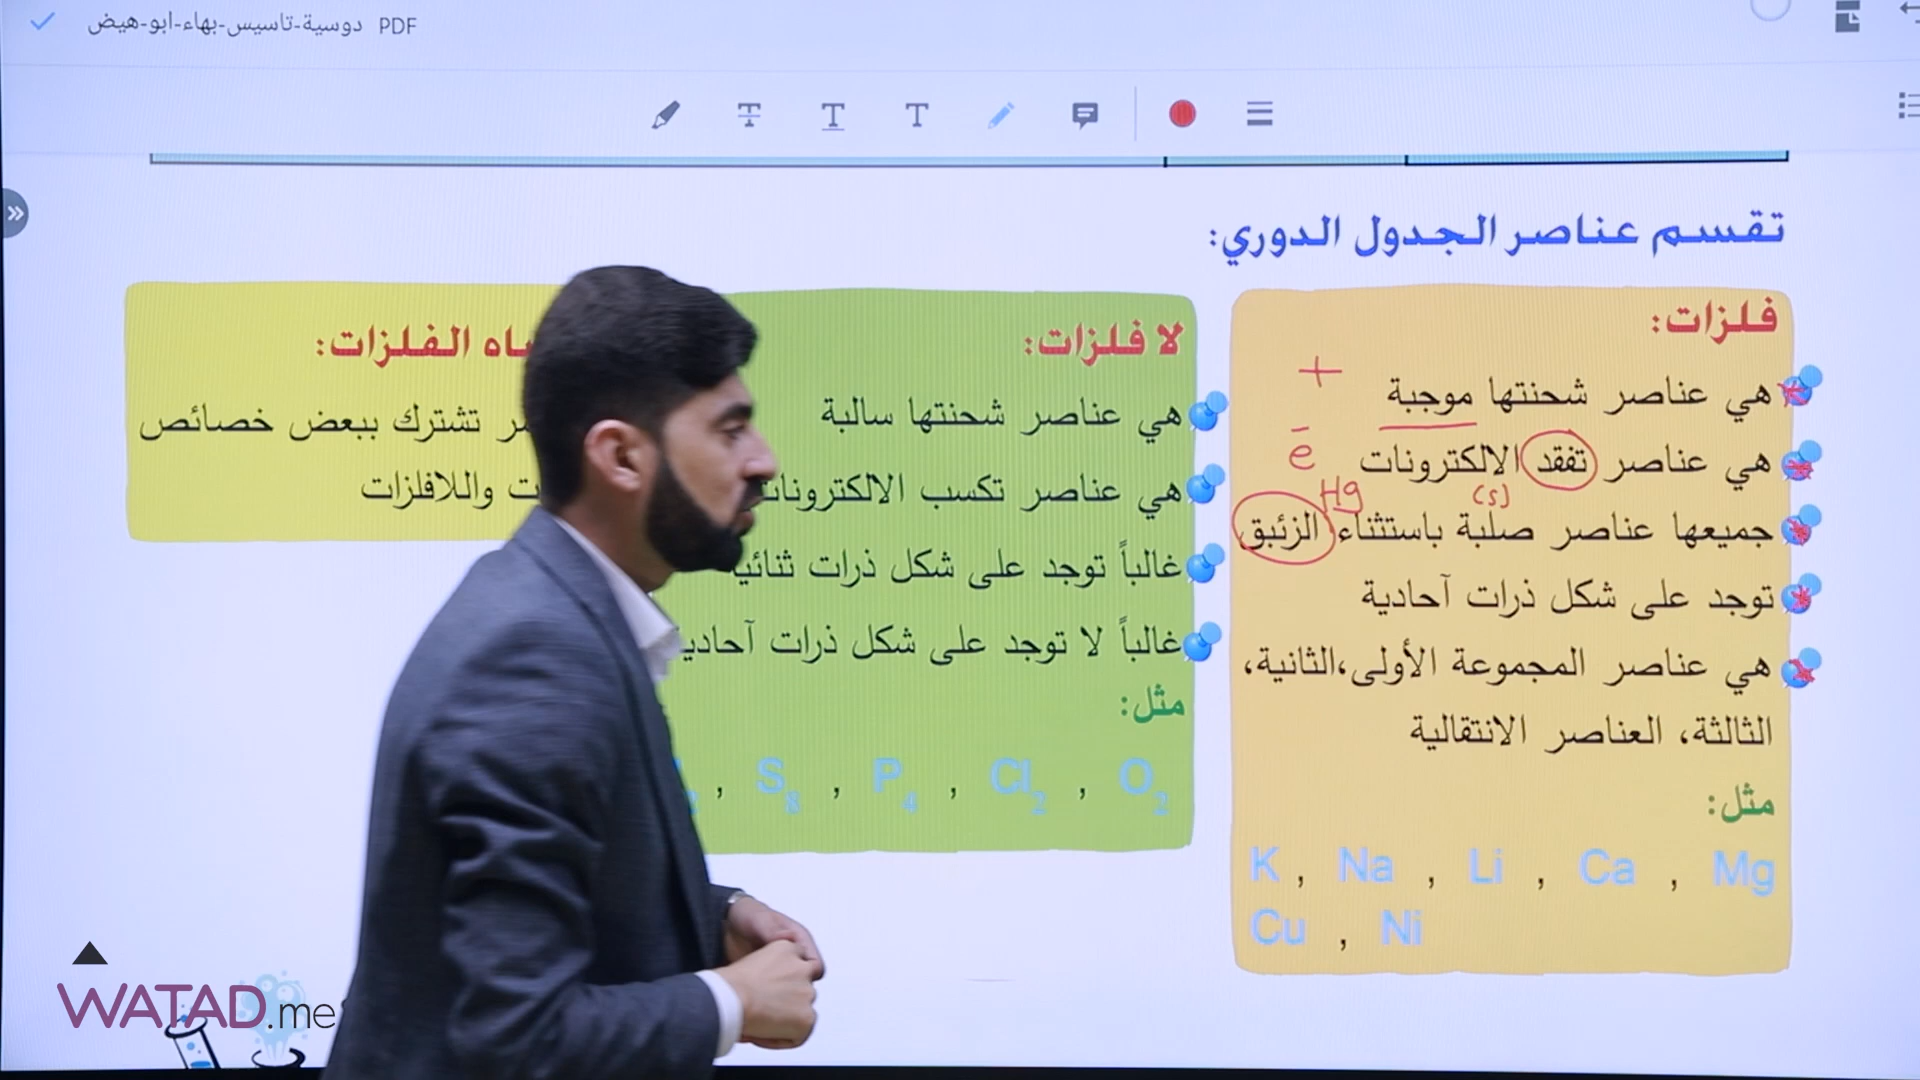 دوسية-تاسيس-بهاء-ابو-هيض PDF
تقسم عناصر الجدول الدوري:
فلزات:
هي عناصر شحنتها موجبة +
هي عناصر تفقد الالكترونات e⁻
(s) Hg
جميعها عناصر صلبة باستثناء الزئبق
توجد على شكل ذرات آحادية
هي عناصر المجموعة الأولى،الثانية،
الثالثة، العناصر الانتقالية
مثل:
K , Na , Li , Ca , Mg
Cu , Ni
لا فلزات:
هي عناصر شحنتها سالبة
هي عناصر تكسب الالكترونات
غالباً توجد على شكل ذرات ثنائية
غالباً لا توجد على شكل ذرات آحادية
مثل:
, S₈ , P₄ , Cl₂ , O₂
الفلزات:
تشترك ببعض خصائص
واللافلزات
WATAD.me